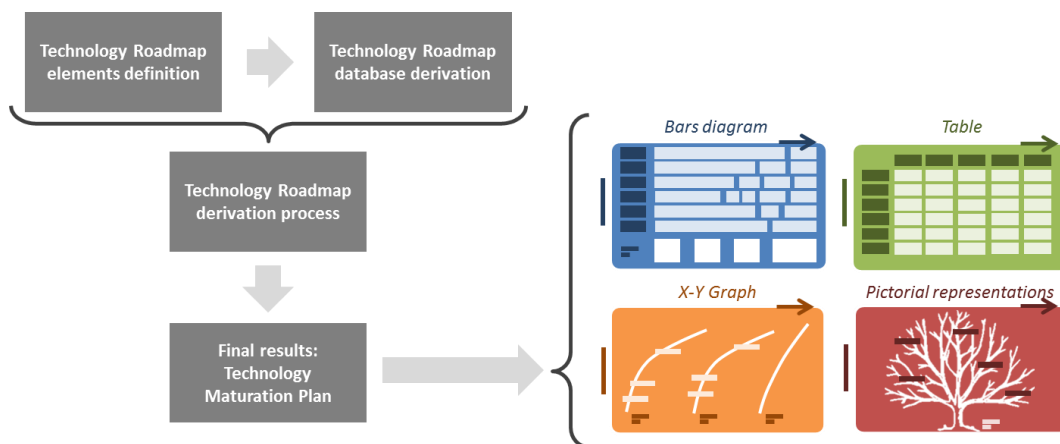 Technology Roadmap
elements definition
Technology Roadmap
database derivation
Technology Roadmap
derivation process
Final results:
Technology
Maturation Plan
Bars diagram
Table
X-Y Graph
Pictorial representations